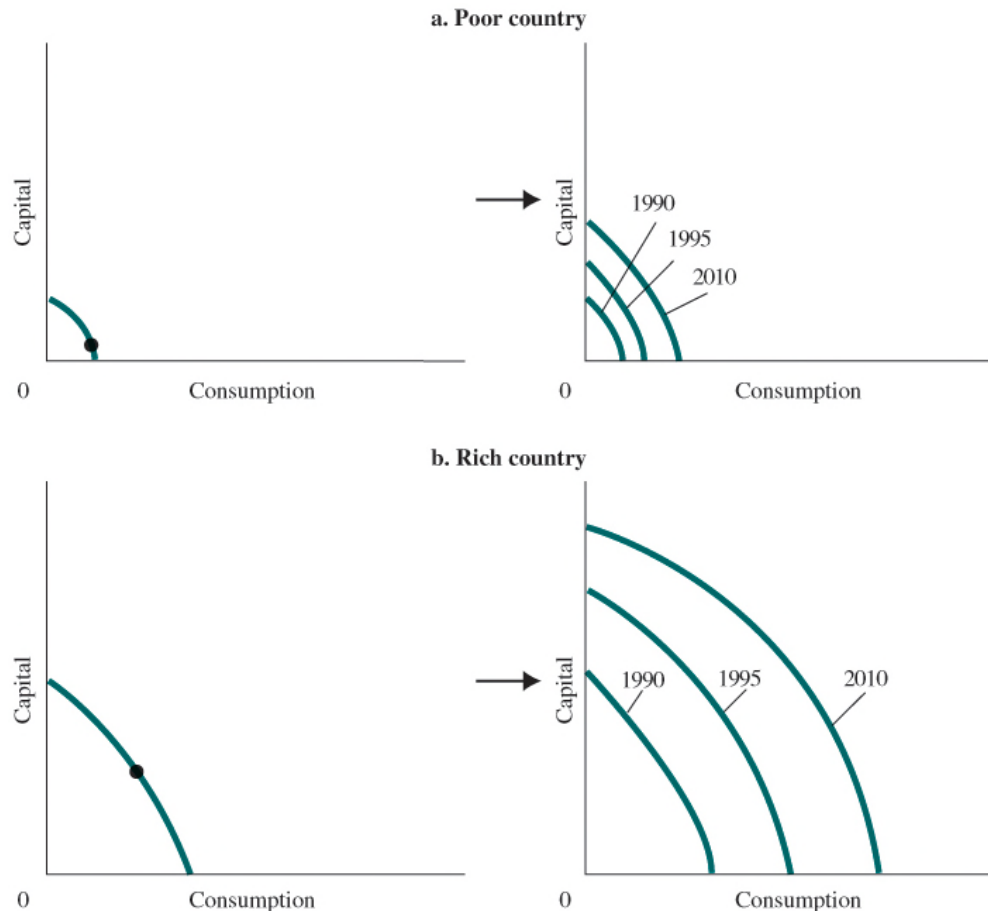 a. Poor country
Capital
0
Consumption
Capital
1990
1995
2010
0
Consumption
b. Rich country
Capital
0
Consumption
Capital
1990
1995
2010
0
Consumption